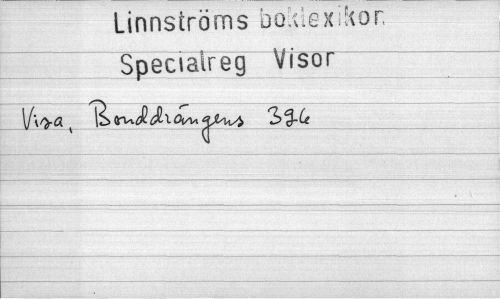 Linnströms boklexikon
Specialreg Visor
Visa, Bonddrängens 396